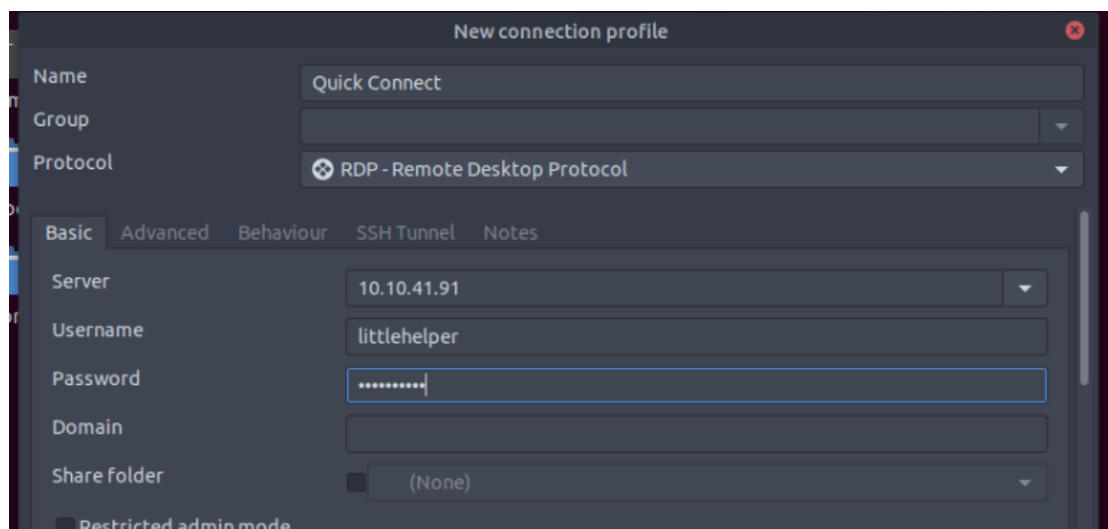 New connection profile
Name Quick Connect
Group
Protocol RDP - Remote Desktop Protocol
Basic Advanced Behaviour SSH Tunnel Notes
Server 10.10.41.91
Username littlehelper
Password ••••••••••
Domain
Share folder (None)
Restricted admin mode